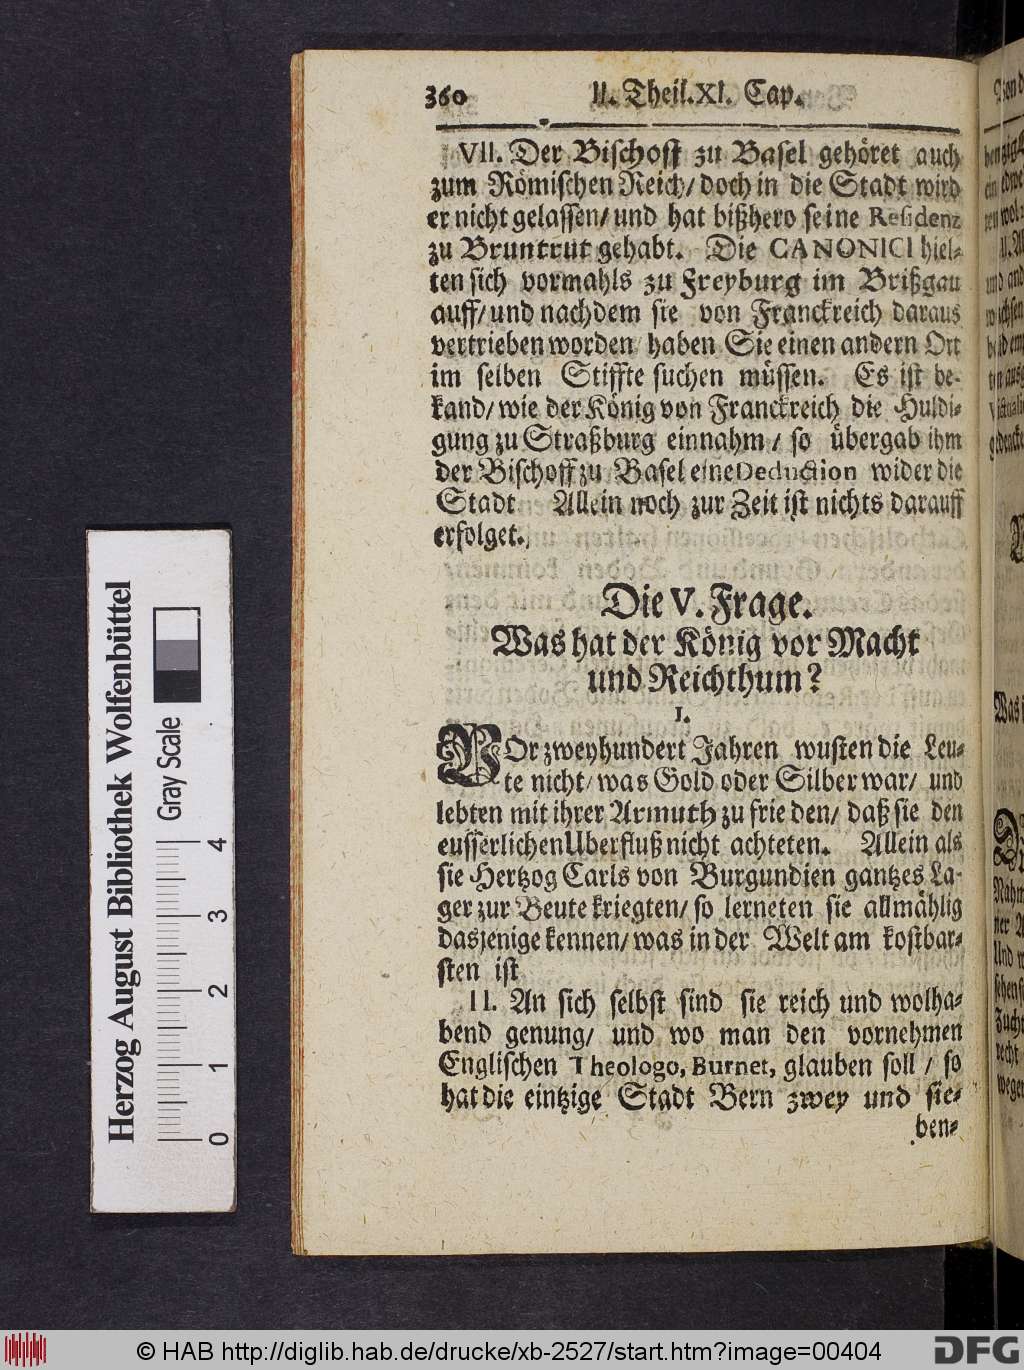 360 II. Theil. XI. Cap.
VII. Der Bischoff zu Basel gehöret auch
zum Römischen Reich/ doch in die Stadt wird
er nicht gelassen/ und hat bißhero seine Residenz
zu Bruntrut gehabt. Die CANONICI hiel-
ten sich vormahls zu Freyburg im Brißgau
auff/ und nachdem sie von Franckreich daraus
vertrieben worden/ haben Sie einen andern Ort
im selben Stiffte suchen müssen. Es ist be-
kand/ wie der König von Franckreich die Huldi-
gung zu Straßburg einnahm/ so übergab ihm
der Bischoff zu Basel eine Deduction wider die
Stadt Allein noch zur Zeit ist nichts darauff
erfolget.
Die V. Frage.
Was hat der König vor Macht
und Reichthum?
I.
VOr zweyhundert Jahren wusten die Leu-
te nicht/ was Gold oder Silber war/ und
lebten mit ihrer Armuth zu frieden/ daß sie den
eusserlichen Uberfluß nicht achteten. Allein als
sie Hertzog Carls von Burgundien gantzes La-
ger zur Beute kriegten/ so lerneten sie allmählig
dasjenige kennen/ was in der Welt am kostbar-
sten ist
II. An sich selbst sind sie reich und wolha-
bend genung/ und wo man den vornehmen
Englischen Theologo, Burnet, glauben soll/ so
hat die eintzige Stadt Bern zwey und sie-
ben-
Herzog August Bibliothek Wolfenbüttel
Gray Scale
0 1 2 3 4
© HAB http://diglib.hab.de/drucke/xb-2527/start.htm?image=00404
DFG